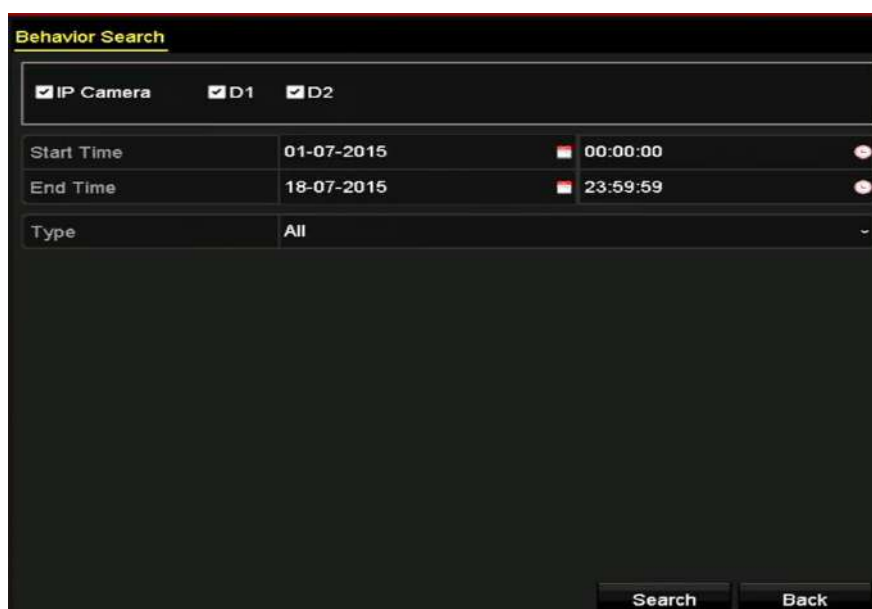 Behavior Search
IP Camera D1 D2
Start Time 01-07-2015 00:00:00
End Time 18-07-2015 23:59:59
Type All
Search Back